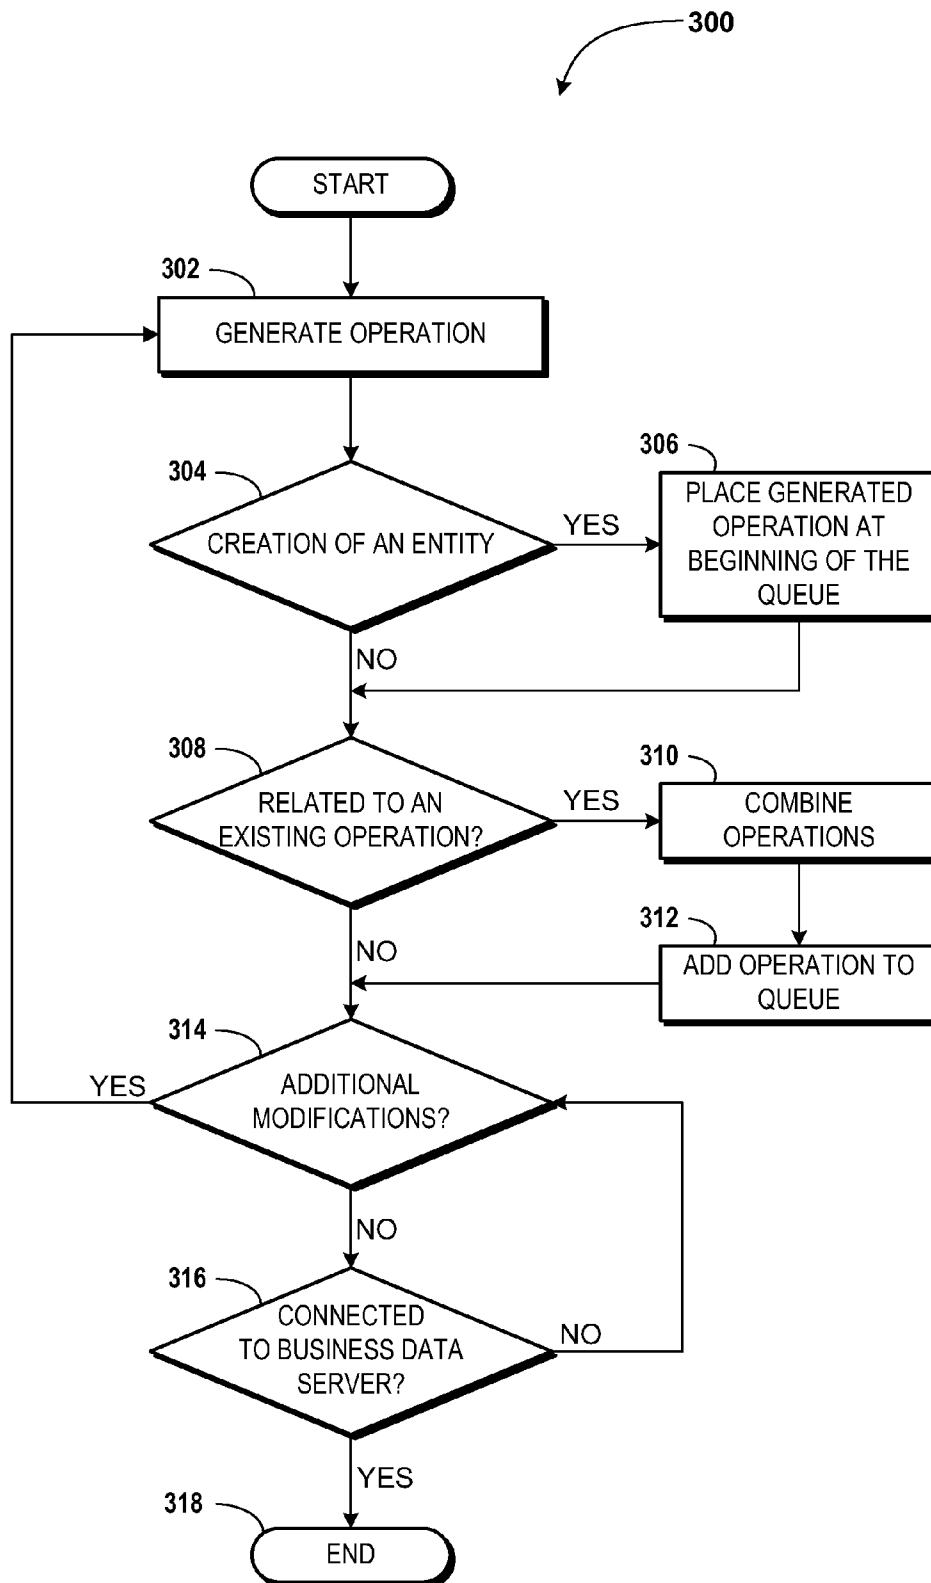 300
START
302
GENERATE OPERATION
304
CREATION OF AN ENTITY
YES
306
PLACE GENERATED
OPERATION AT
BEGINNING OF THE
QUEUE
NO
308
RELATED TO AN
EXISTING OPERATION?
YES
310
COMBINE
OPERATIONS
NO
312
ADD OPERATION TO
QUEUE
314
YES
ADDITIONAL
MODIFICATIONS?
NO
316
CONNECTED
TO BUSINESS DATA
SERVER?
NO
YES
318
END